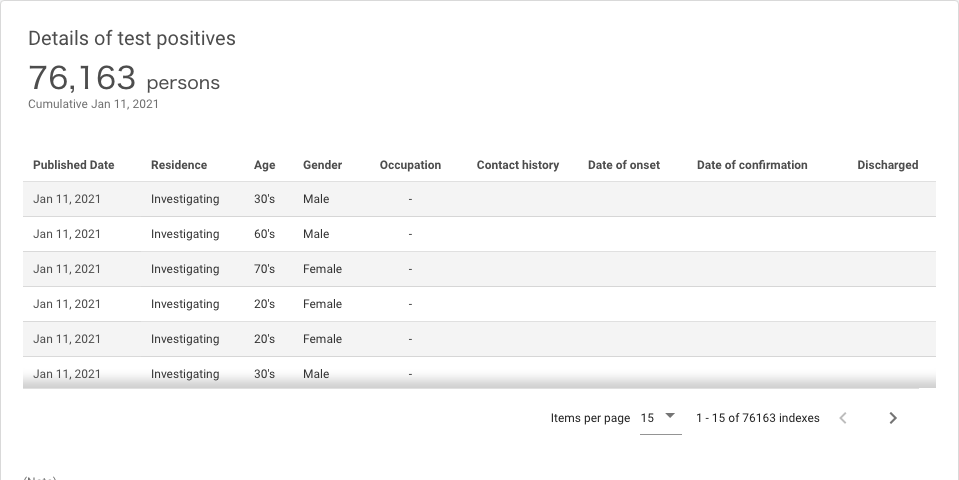 Details of test positives
76,163 persons
Cumulative Jan 11, 2021
Published Date Residence Age Gender Occupation Contact history Date of onset Date of confirmation Discharged
Jan 11, 2021 Investigating 30's Male -
Jan 11, 2021 Investigating 60's Male -
Jan 11, 2021 Investigating 70's Female -
Jan 11, 2021 Investigating 20's Female -
Jan 11, 2021 Investigating 20's Female -
Jan 11, 2021 Investigating 30's Male -
Items per page 15 1 - 15 of 76163 indexes